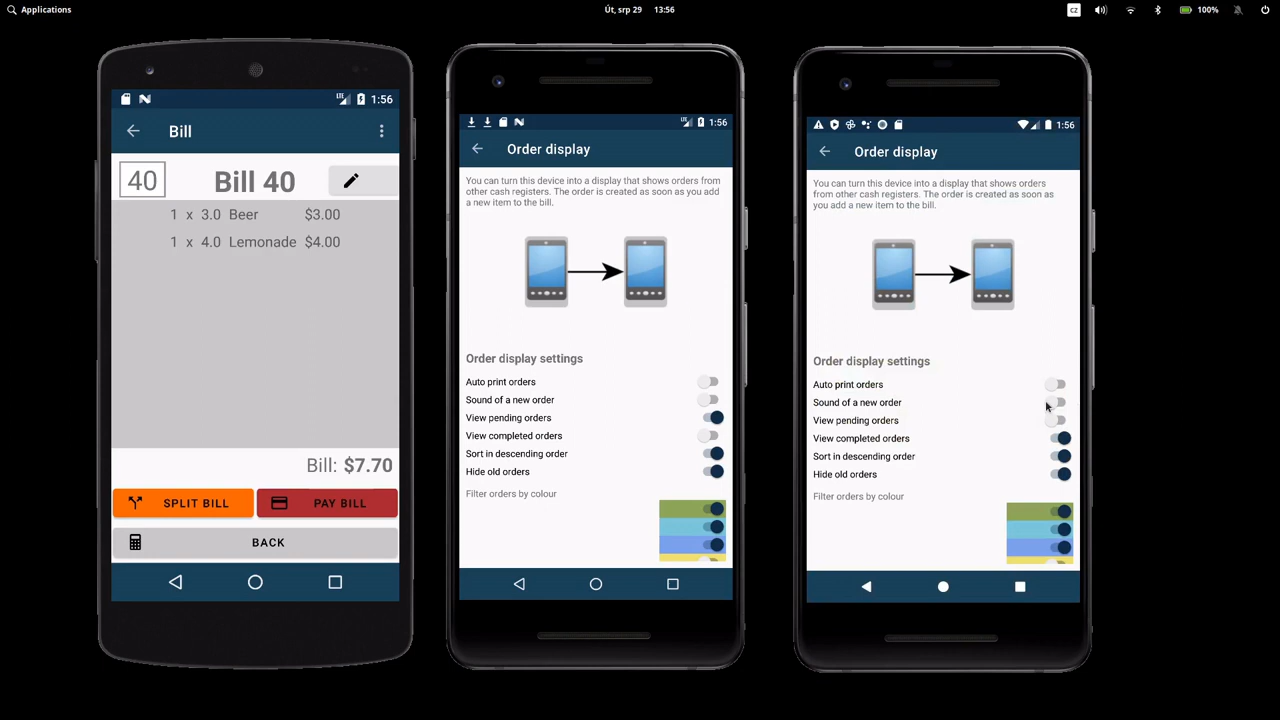 Applications
Út, srp 29 13:56
cz
100%
LTE 1:56
Bill
40
Bill 40
1 x 3.0 Beer $3.00
1 x 4.0 Lemonade $4.00
Bill: $7.70
SPLIT BILL
PAY BILL
BACK
LTE 1:56
Order display
You can turn this device into a display that shows orders from
other cash registers. The order is created as soon as you add
a new item to the bill.
Order display settings
Auto print orders
Sound of a new order
View pending orders
View completed orders
Sort in descending order
Hide old orders
Filter orders by colour
1:56
Order display
You can turn this device into a display that shows orders
from other cash registers. The order is created as soon as
you add a new item to the bill.
Order display settings
Auto print orders
Sound of a new order
View pending orders
View completed orders
Sort in descending order
Hide old orders
Filter orders by colour